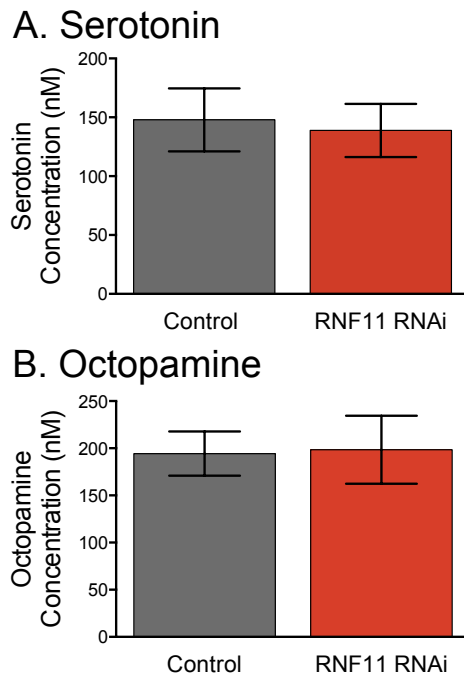 A. Serotonin
Serotonin
Concentration (nM)
200
150
100
50
0
Control RNF11 RNAi
B. Octopamine
Octopamine
Concentration (nM)
250
200
150
100
50
0
Control RNF11 RNAi